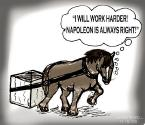 "I WILL WORK HARDER!
NAPOLEON IS ALWAYS RIGHT!"